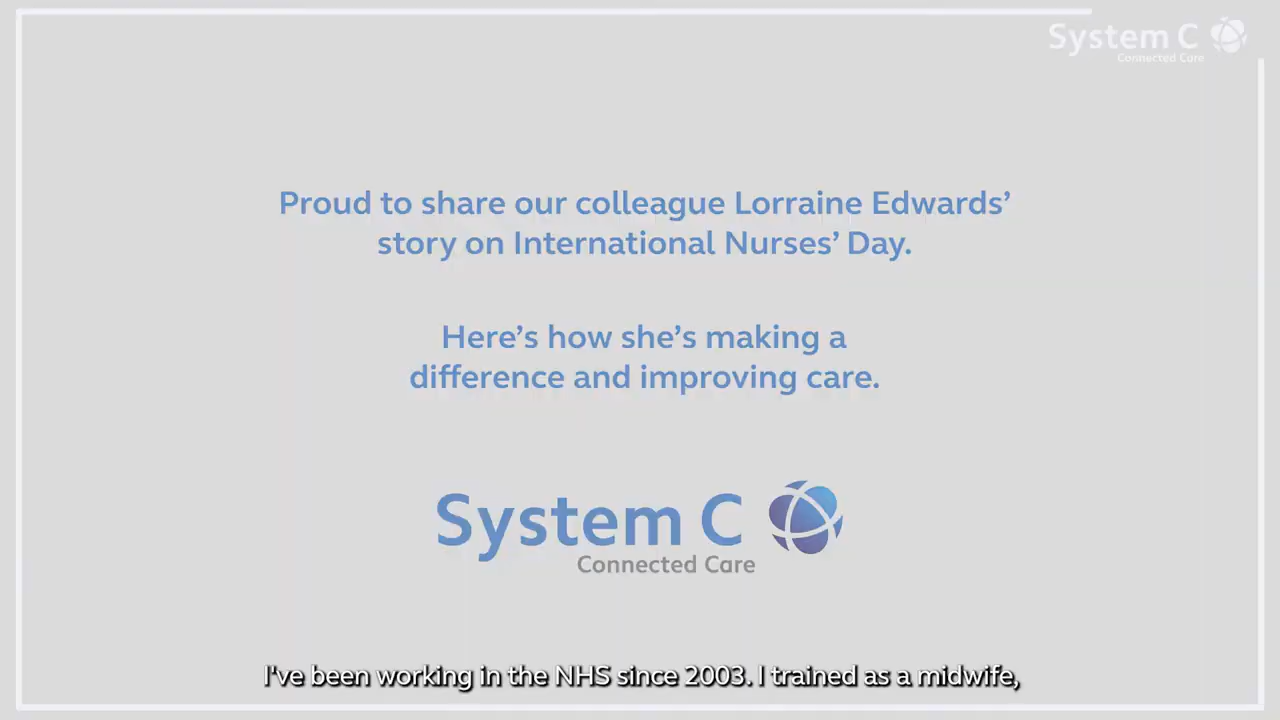 System C
Connected Care
Proud to share our colleague Lorraine Edwards’
story on International Nurses’ Day.
Here’s how she’s making a
difference and improving care.
System C
Connected Care
I've been working in the NHS since 2003. I trained as a midwife,